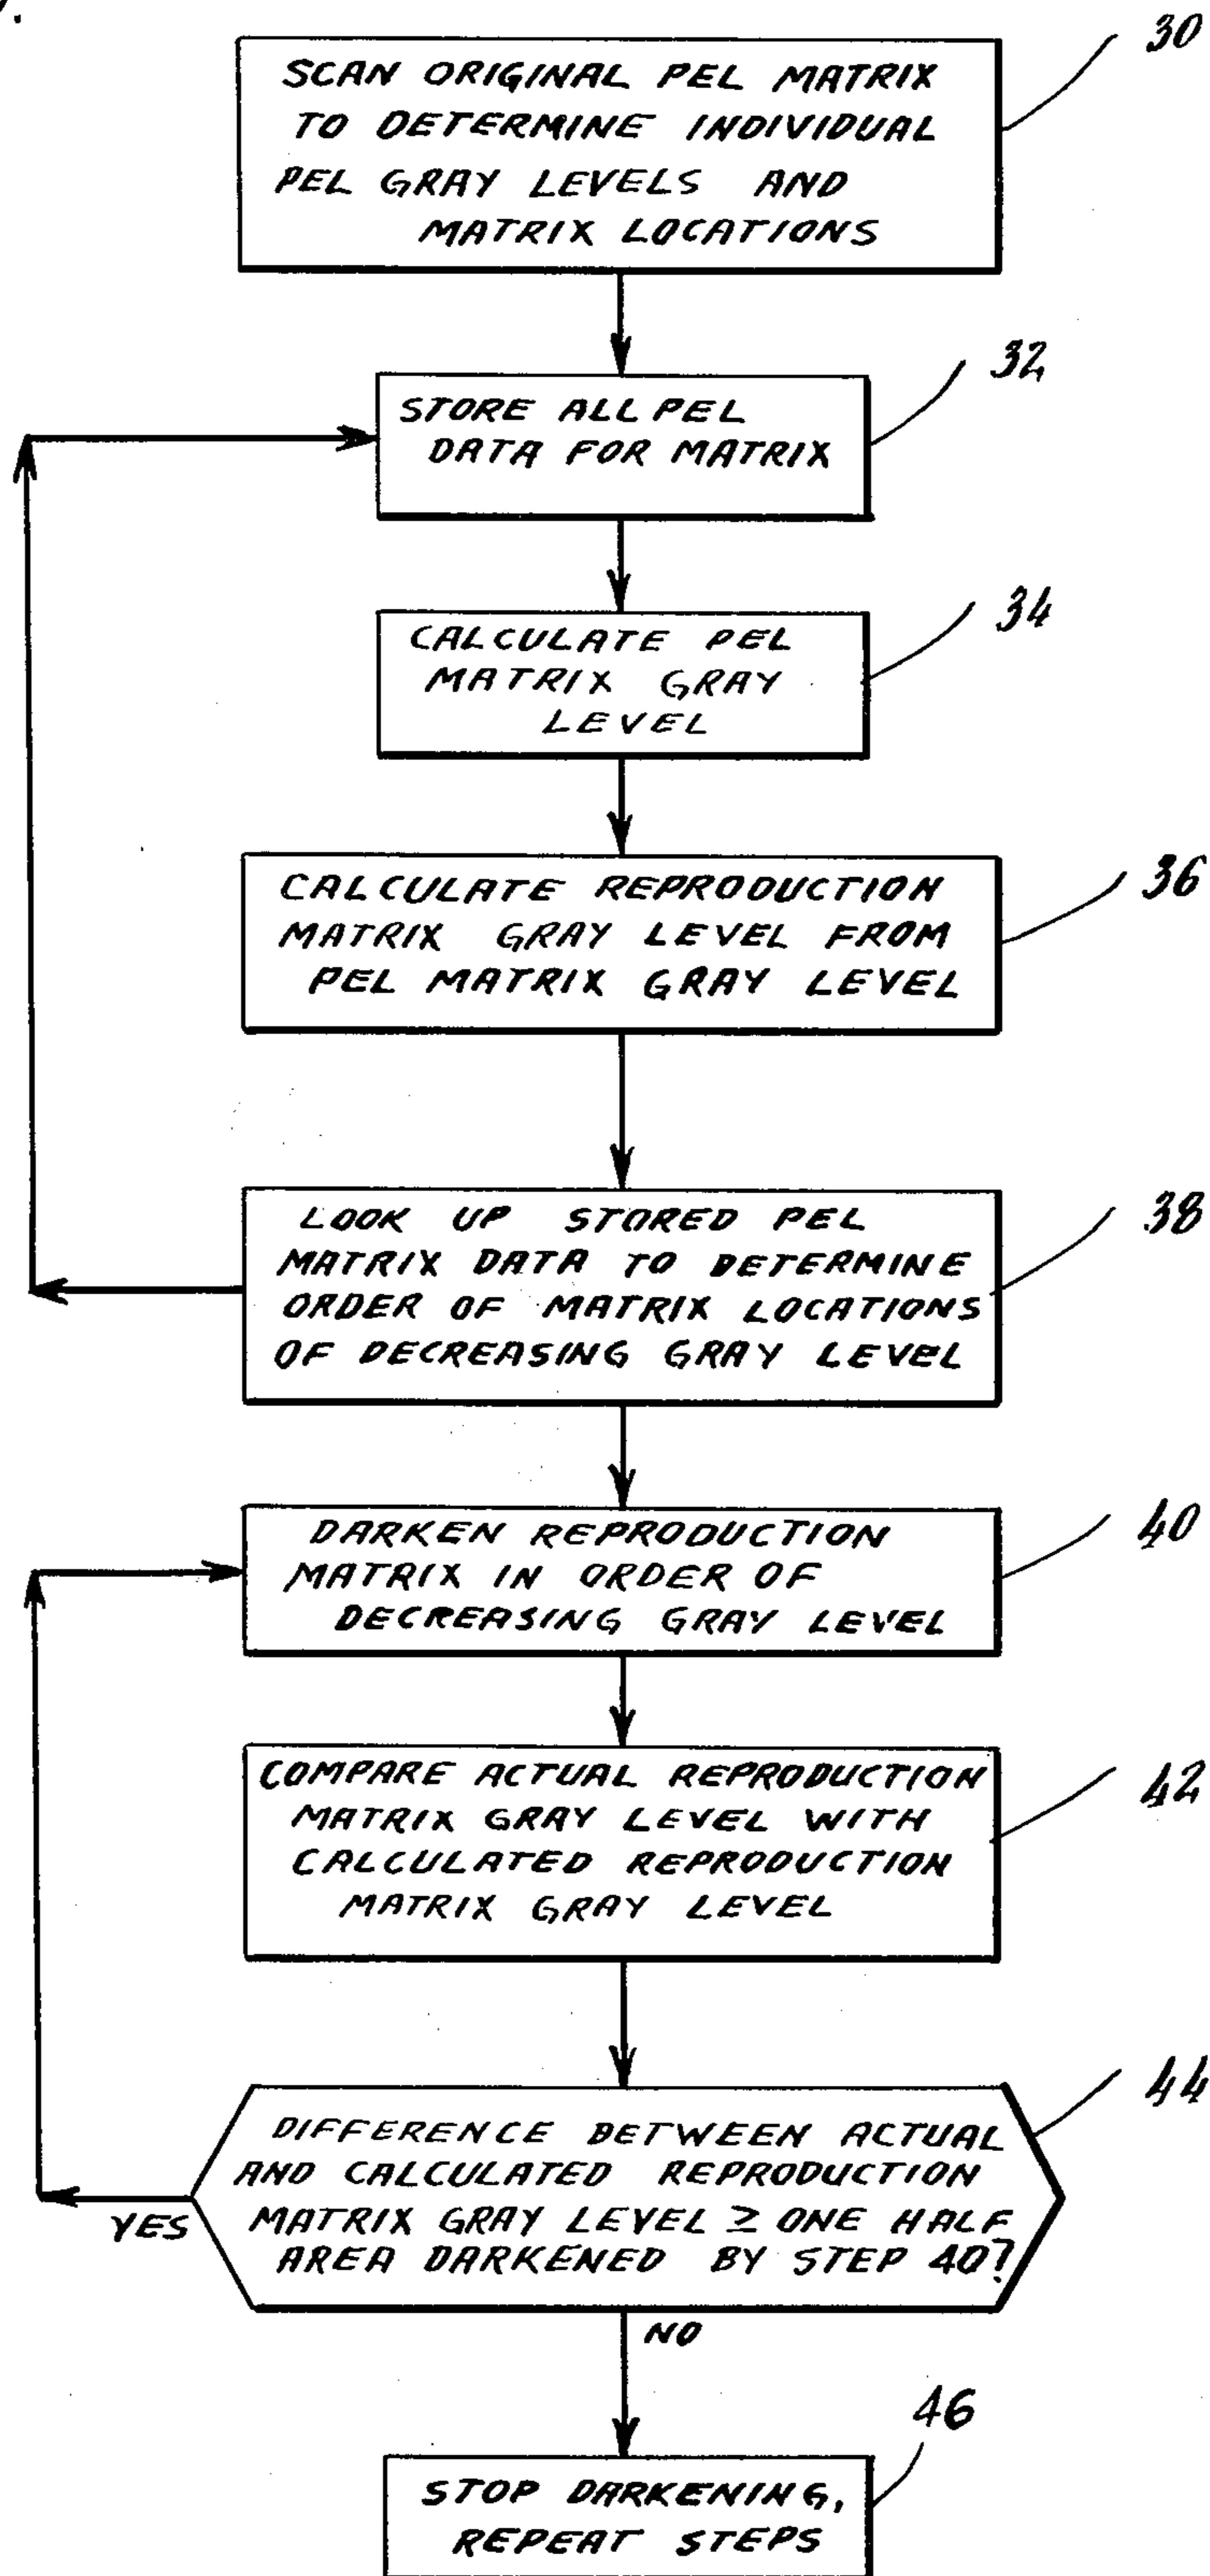 30
SCAN ORIGINAL PEL MATRIX
TO DETERMINE INDIVIDUAL
PEL GRAY LEVELS AND
MATRIX LOCATIONS
32
STORE ALL PEL
DATA FOR MATRIX
34
CALCULATE PEL
MATRIX GRAY
LEVEL
36
CALCULATE REPRODUCTION
MATRIX GRAY LEVEL FROM
PEL MATRIX GRAY LEVEL
38
LOOK UP STORED PEL
MATRIX DATA TO DETERMINE
ORDER OF MATRIX LOCATIONS
OF DECREASING GRAY LEVEL
40
DARKEN REPRODUCTION
MATRIX IN ORDER OF
DECREASING GRAY LEVEL
42
COMPARE ACTUAL REPRODUCTION
MATRIX GRAY LEVEL WITH
CALCULATED REPRODUCTION
MATRIX GRAY LEVEL
44
DIFFERENCE BETWEEN ACTUAL
AND CALCULATED REPRODUCTION
MATRIX GRAY LEVEL ≥ ONE HALF
AREA DARKENED BY STEP 40?
YES
NO
46
STOP DARKENING,
REPEAT STEPS